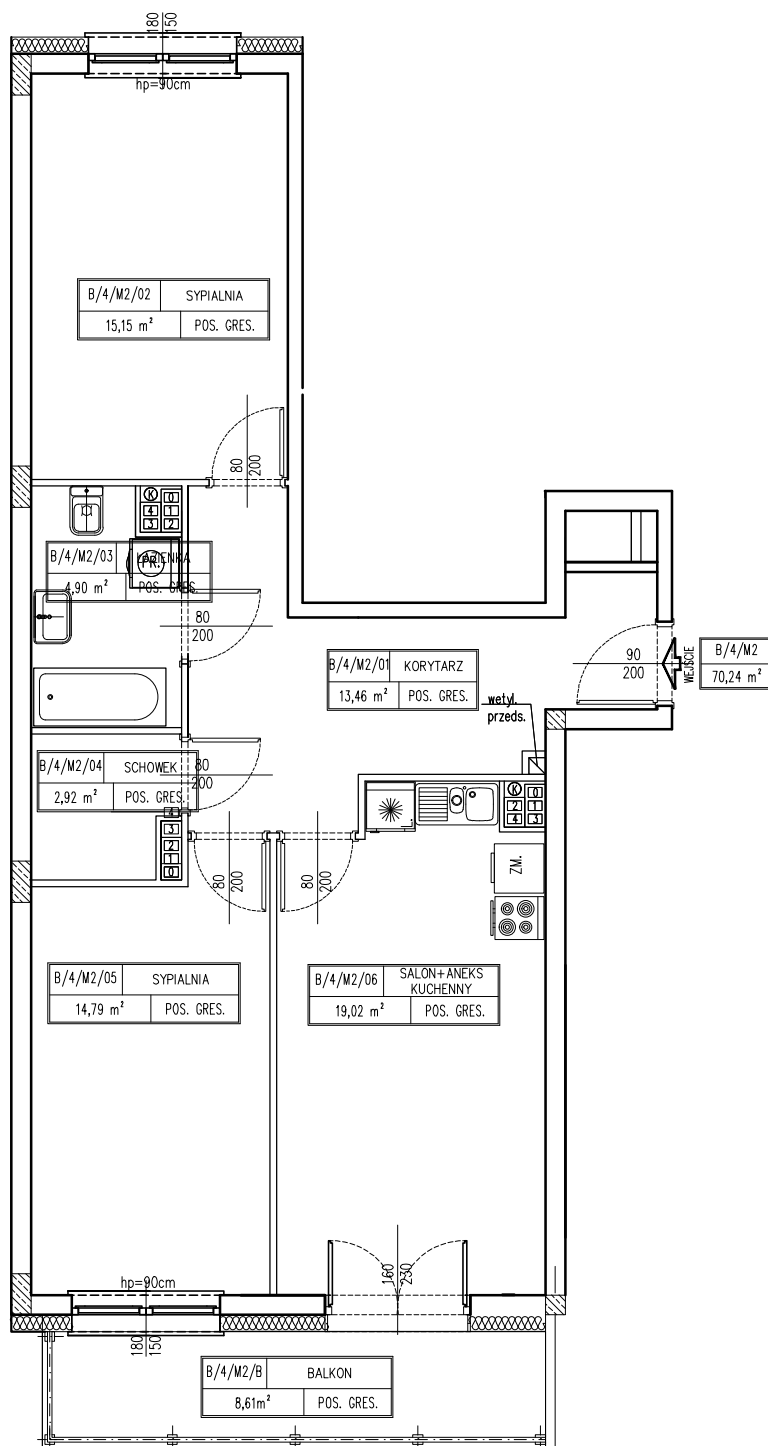 180
150
hp=90cm
B/4/M2/02 SYPIALNIA
15,15 m² POS. GRES.
80
200
K 0
4 1
3 2
B/4/M2/03 ŁAZIENKA
PR.
4,90 m² POS. GRES.
80
200
B/4/M2/01 KORYTARZ
13,46 m² POS. GRES.
90
200
WEJŚCIE
B/4/M2
70,24 m²
wetyl.
przeds.
B/4/M2/04 SCHOWEK
2,92 m² POS. GRES.
80
200
K 0
2 1
4 3
4
3
2
1
0
80
200
80
200
ZM.
B/4/M2/05 SYPIALNIA
14,79 m² POS. GRES.
B/4/M2/06 SALON+ANEKS
KUCHENNY
19,02 m² POS. GRES.
160
230
hp=90cm
180
150
B/4/M2/B BALKON
8,61m² POS. GRES.